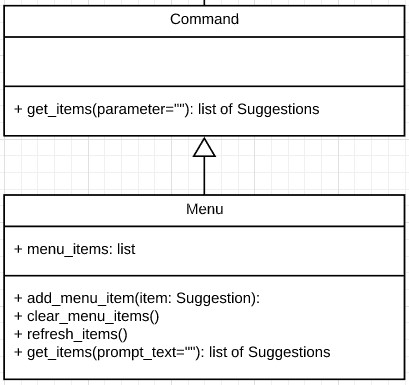 Command
+ get_items(parameter=""): list of Suggestions
Menu
+ menu_items: list
+ add_menu_item(item: Suggestion):
+ clear_menu_items()
+ refresh_items()
+ get_items(prompt_text=""): list of Suggestions